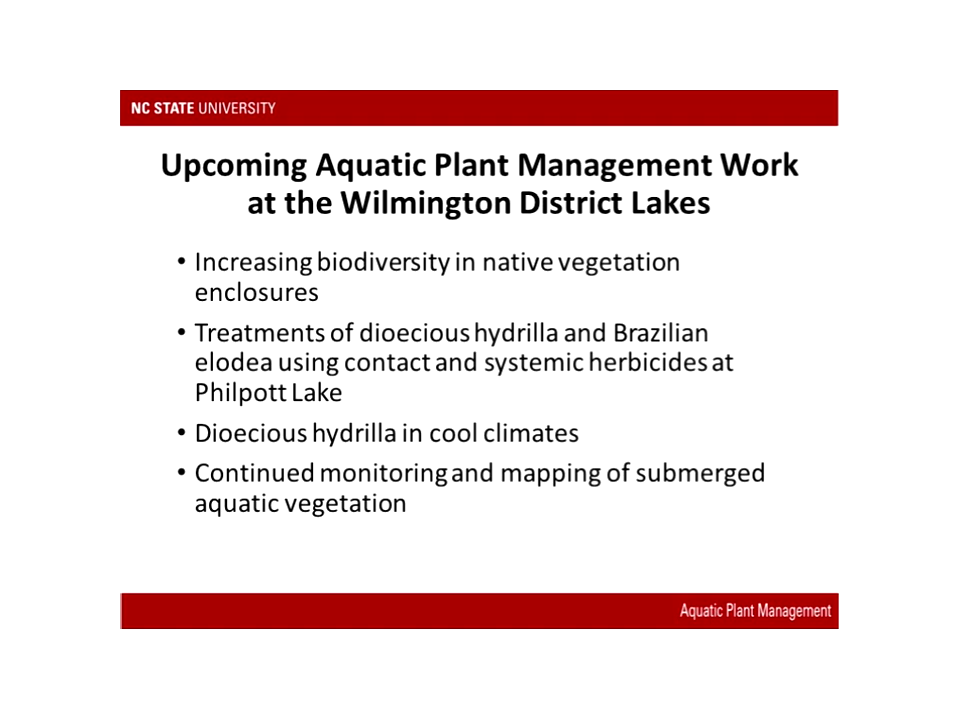 NC STATE UNIVERSITY
Upcoming Aquatic Plant Management Work
at the Wilmington District Lakes
• Increasing biodiversity in native vegetation
enclosures
• Treatments of dioecious hydrilla and Brazilian
elodea using contact and systemic herbicides at
Philpott Lake
• Dioecious hydrilla in cool climates
• Continued monitoring and mapping of submerged
aquatic vegetation
Aquatic Plant Management